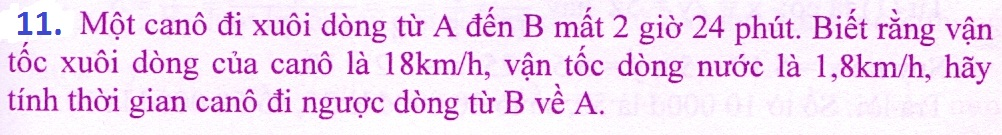 11. Một canô đi xuôi dòng từ A đến B mất 2 giờ 24 phút. Biết rằng vận
tốc xuôi dòng của canô là 18km/h, vận tốc dòng nước là 1,8km/h, hãy
tính thời gian canô đi ngược dòng từ B về A.